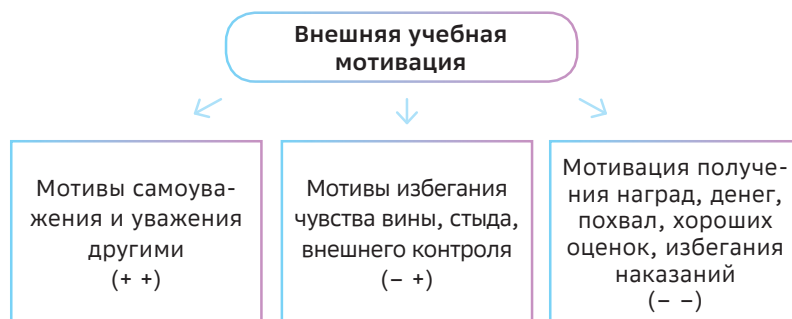 Внешняя учебная
мотивация
Мотивы самоува-
жения и уважения
другими
(+ +)
Мотивы избегания
чувства вины, стыда,
внешнего контроля
(– +)
Мотивация получе-
ния наград, денег,
похвал, хороших
оценок, избегания
наказаний
(– –)